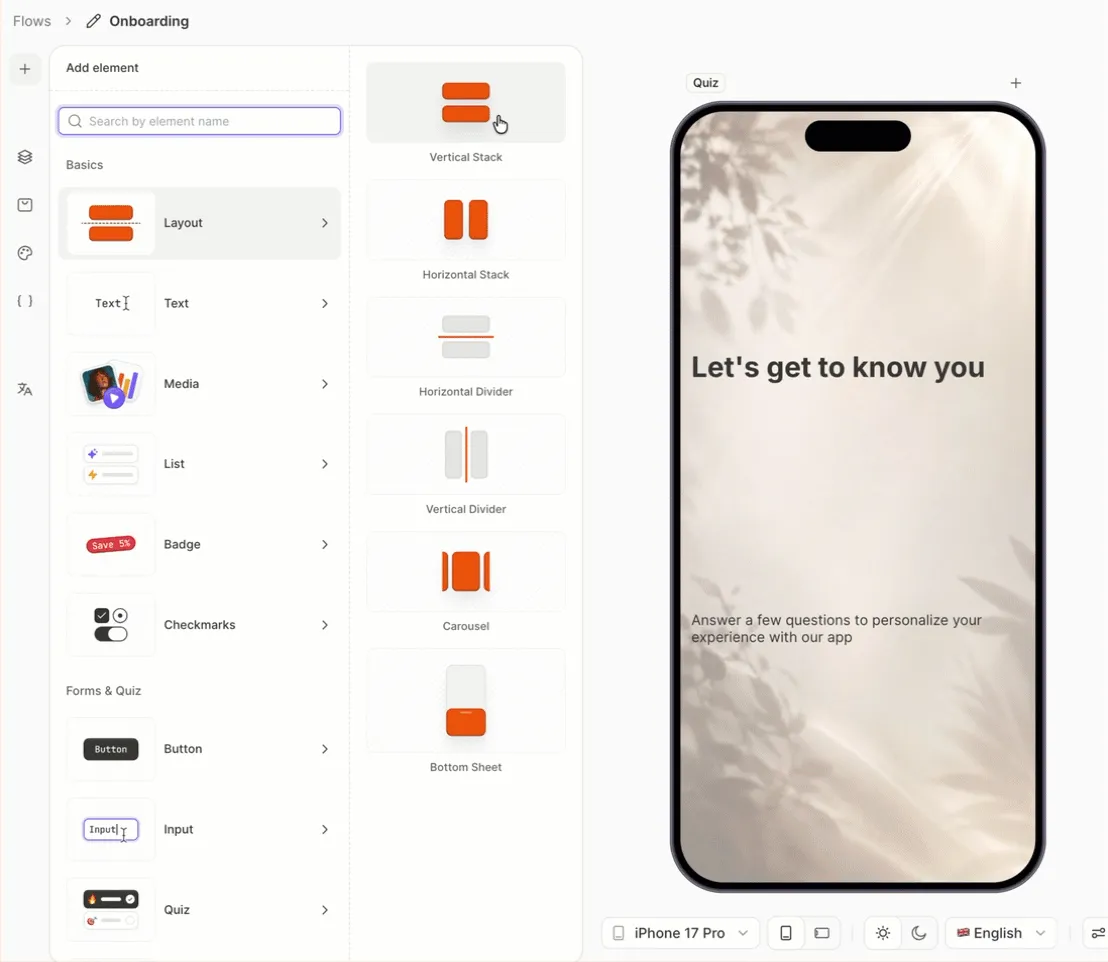 Flows
Onboarding
Add element
Search by element name
Basics
Layout
Text
Text
Media
List
Save 5%
Badge
Checkmarks
Forms & Quiz
Button
Button
Input
Input
Quiz
Vertical Stack
Horizontal Stack
Horizontal Divider
Vertical Divider
Carousel
Bottom Sheet
Quiz
Let's get to know you
Answer a few questions to personalize your
experience with our app
iPhone 17 Pro
English